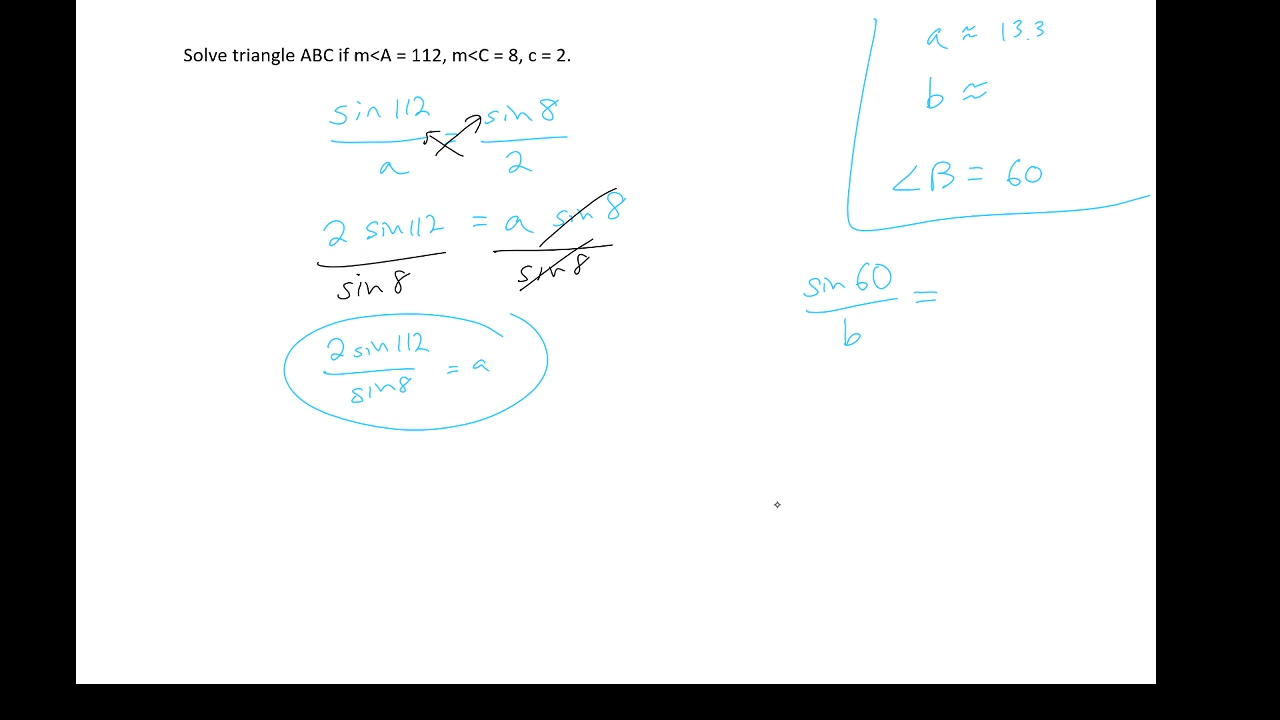 Solve triangle ABC if m<A = 112, m<C = 8, c = 2.
sin 112 / a = sin 8 / 2
2 sin 112 / sin 8 = a sin 8 / sin 8
2 sin 112 / sin 8 = a
a ≈ 13.3
b ≈
∠B = 60
sin 60 / b =